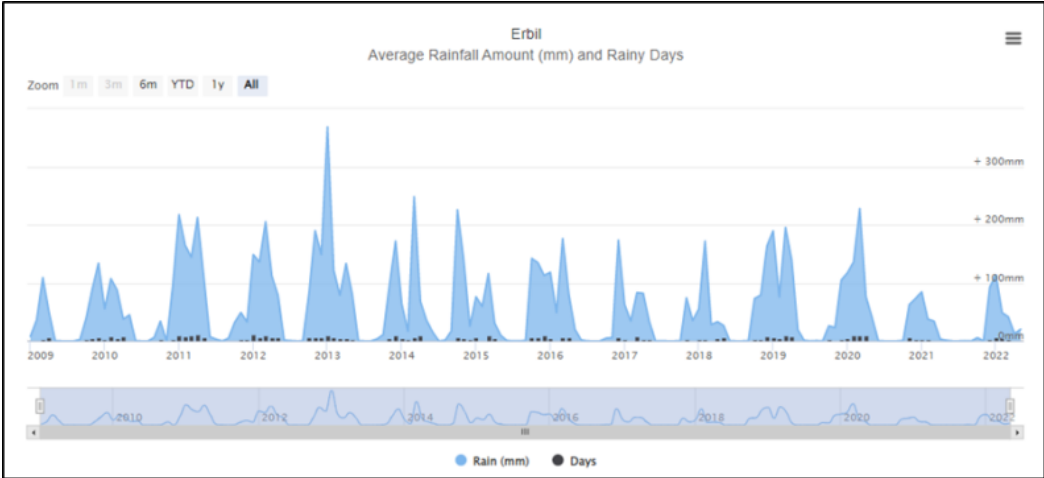 Erbil
Average Rainfall Amount (mm) and Rainy Days
Zoom 1m 3m 6m YTD 1y All
+ 300mm
+ 200mm
+ 100mm
0mm
2009 2010 2011 2012 2013 2014 2015 2016 2017 2018 2019 2020 2021 2022
2010 2012 2014 2016 2018 2020 2022
Rain (mm) Days